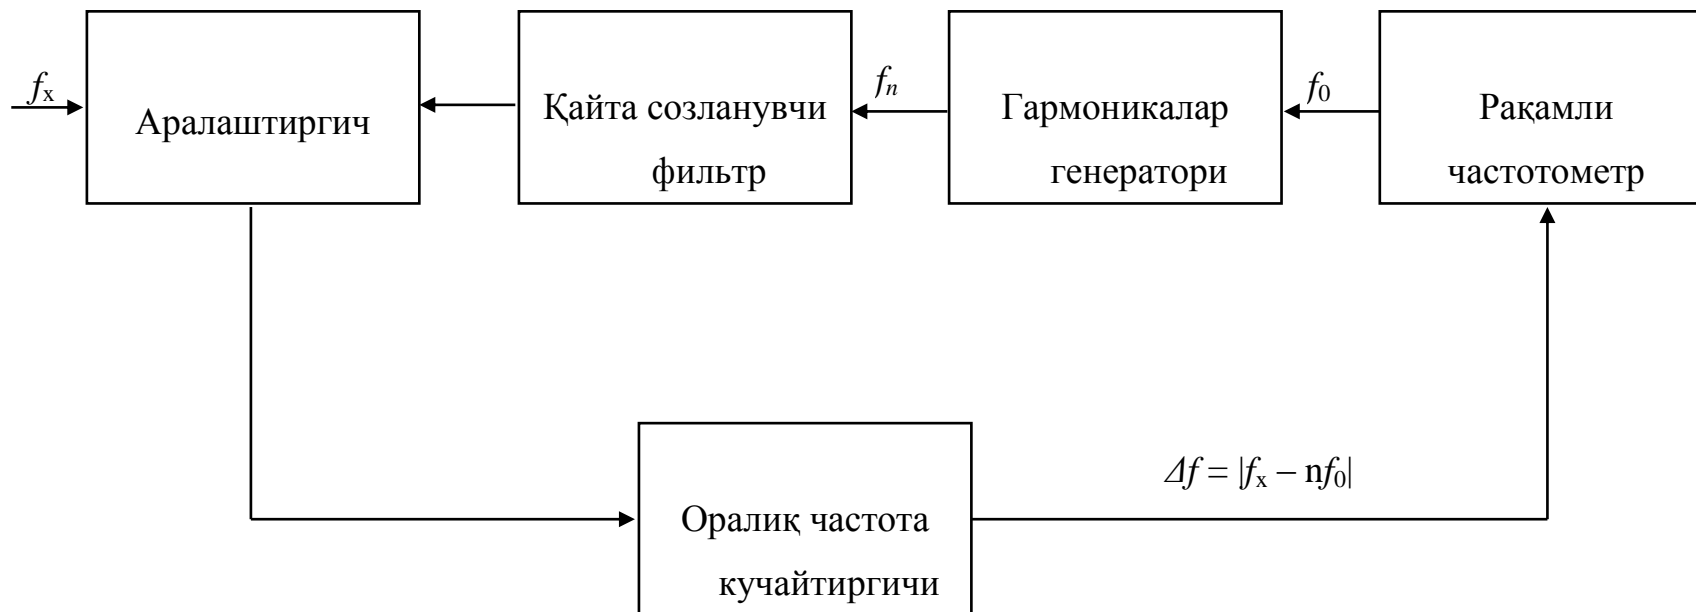 fₓ
Аралаштиргич
Қайта созланувчи
фильтр
fₙ
Гармоникалар
генератори
f₀
Рақамли
частотометр
Оралиқ частота
кучайтиргичи
Δf = |fₓ – nf₀|